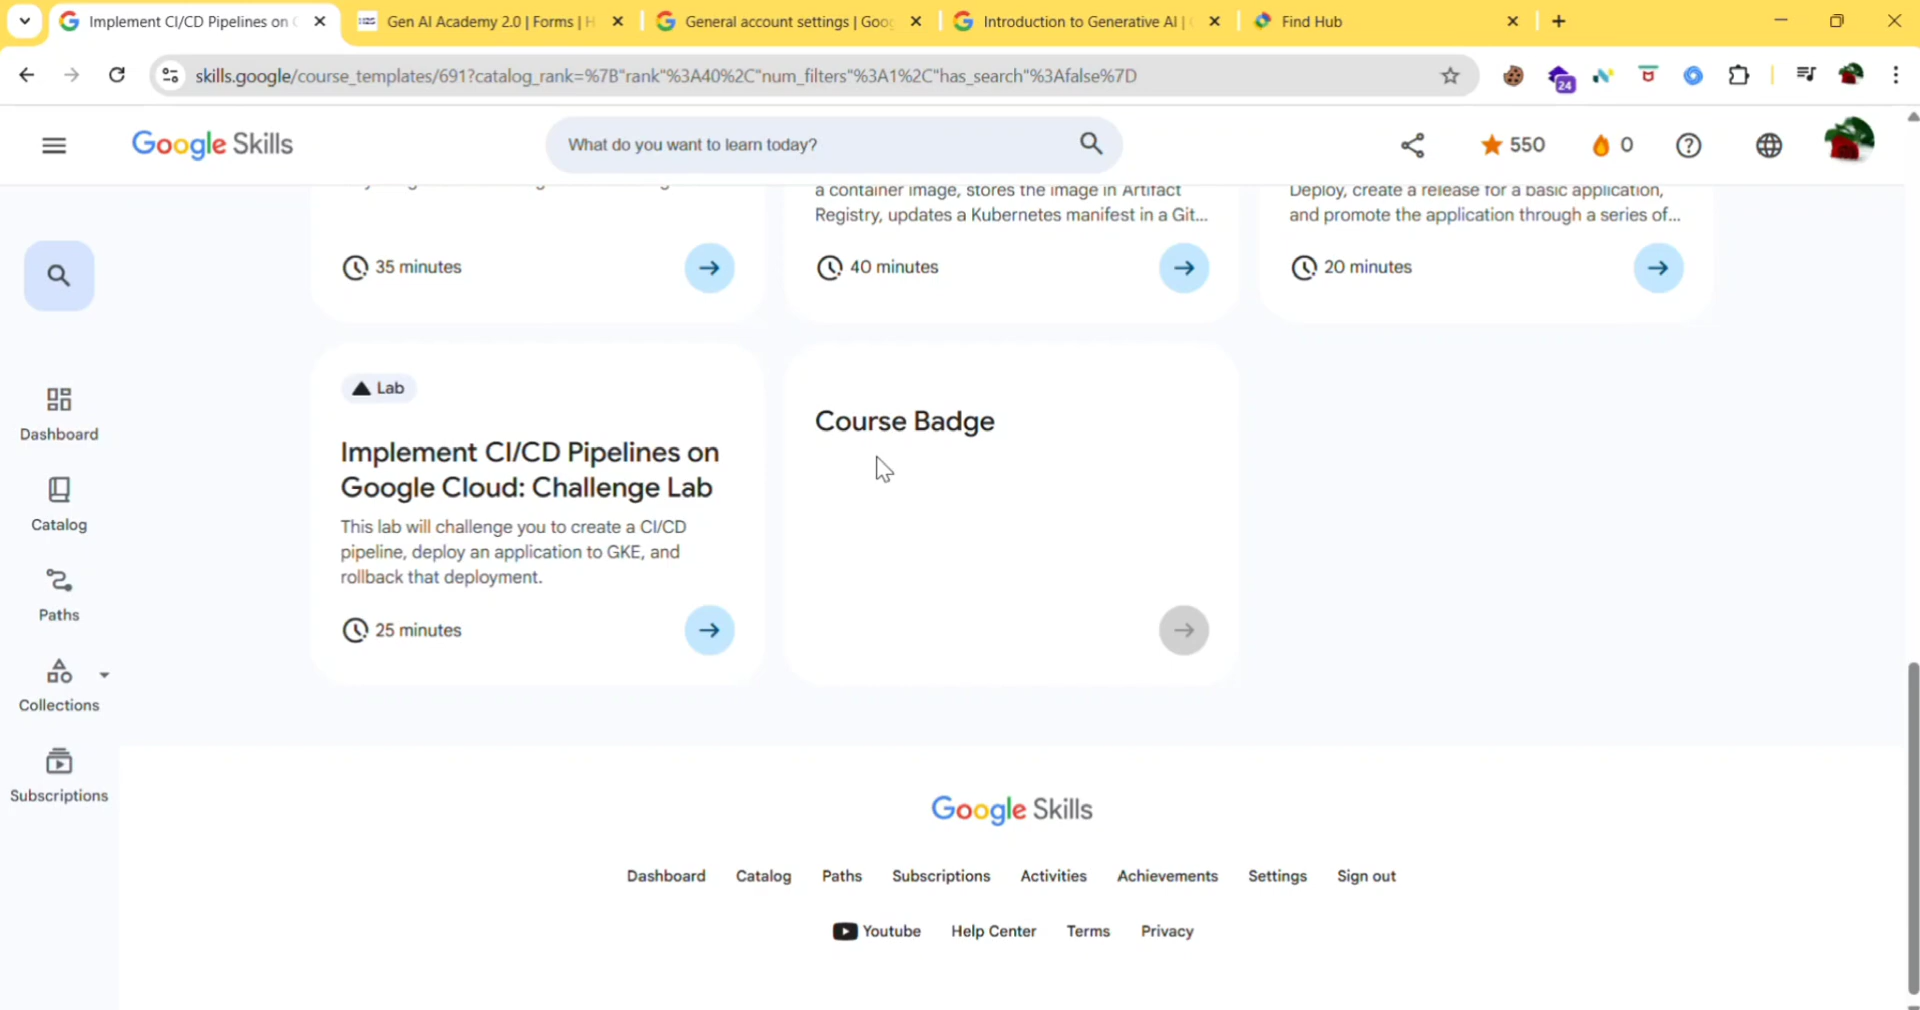 Implement CI/CD Pipelines on
Gen AI Academy 2.0 | Forms |
General account settings | Goo
Introduction to Generative AI |
Find Hub
skills.google/course_templates/691?catalog_rank=%7B"rank"%3A40%2C"num_filters"%3A1%2C"has_search"%3Afalse%7D
24
Google Skills
What do you want to learn today?
550
0
a container image, stores the image in Artifact
Registry, updates a Kubernetes manifest in a Git...
Deploy, create a release for a basic application,
and promote the application through a series of...
35 minutes
40 minutes
20 minutes
Dashboard
Catalog
Paths
Collections
Subscriptions
Lab
Implement CI/CD Pipelines on
Google Cloud: Challenge Lab
This lab will challenge you to create a CI/CD
pipeline, deploy an application to GKE, and
rollback that deployment.
25 minutes
Course Badge
Google Skills
Dashboard Catalog Paths Subscriptions Activities Achievements Settings Sign out
Youtube Help Center Terms Privacy